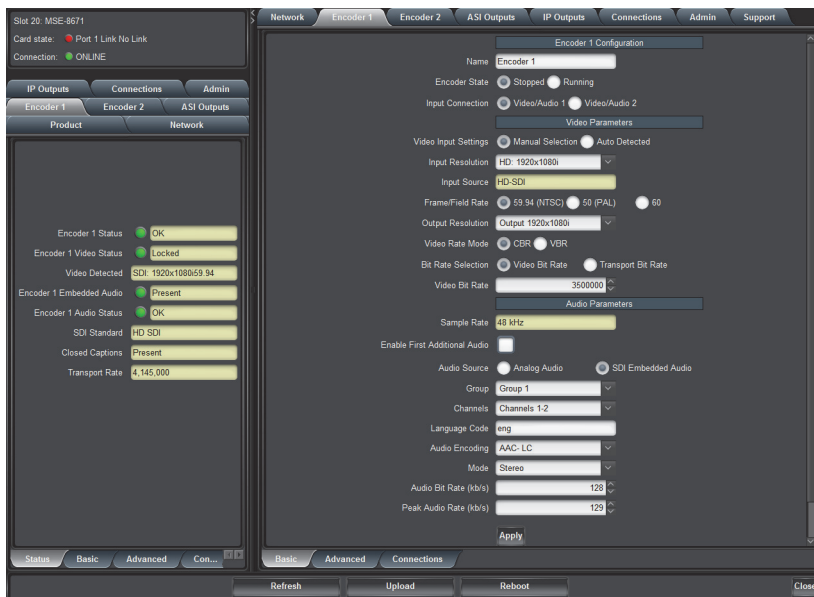 Slot 20: MSE-8671
Card state: Port 1 Link No Link
Connection: ONLINE
IP Outputs Connections Admin
Encoder 1 Encoder 2 ASI Outputs
Product Network
Encoder 1 Status OK
Encoder 1 Video Status Locked
Video Detected SDI: 1920x1080i59.94
Encoder 1 Embedded Audio Present
Encoder 1 Audio Status OK
SDI Standard HD SDI
Closed Captions Present
Transport Rate 4,145,000
Status Basic Advanced Con...
Network Encoder 1 Encoder 2 ASI Outputs IP Outputs Connections Admin Support
Encoder 1 Configuration
Name Encoder 1
Encoder State Stopped Running
Input Connection Video/Audio 1 Video/Audio 2
Video Parameters
Video Input Settings Manual Selection Auto Detected
Input Resolution HD: 1920x1080i
Input Source HD-SDI
Frame/Field Rate 59.94 (NTSC) 50 (PAL) 60
Output Resolution Output 1920x1080i
Video Rate Mode CBR VBR
Bit Rate Selection Video Bit Rate Transport Bit Rate
Video Bit Rate 3500000
Audio Parameters
Sample Rate 48 kHz
Enable First Additional Audio
Audio Source Analog Audio SDI Embedded Audio
Group Group 1
Channels Channels 1-2
Language Code eng
Audio Encoding AAC- LC
Mode Stereo
Audio Bit Rate (kb/s) 128
Peak Audio Rate (kb/s) 129
Apply
Basic Advanced Connections
Refresh Upload Reboot Close